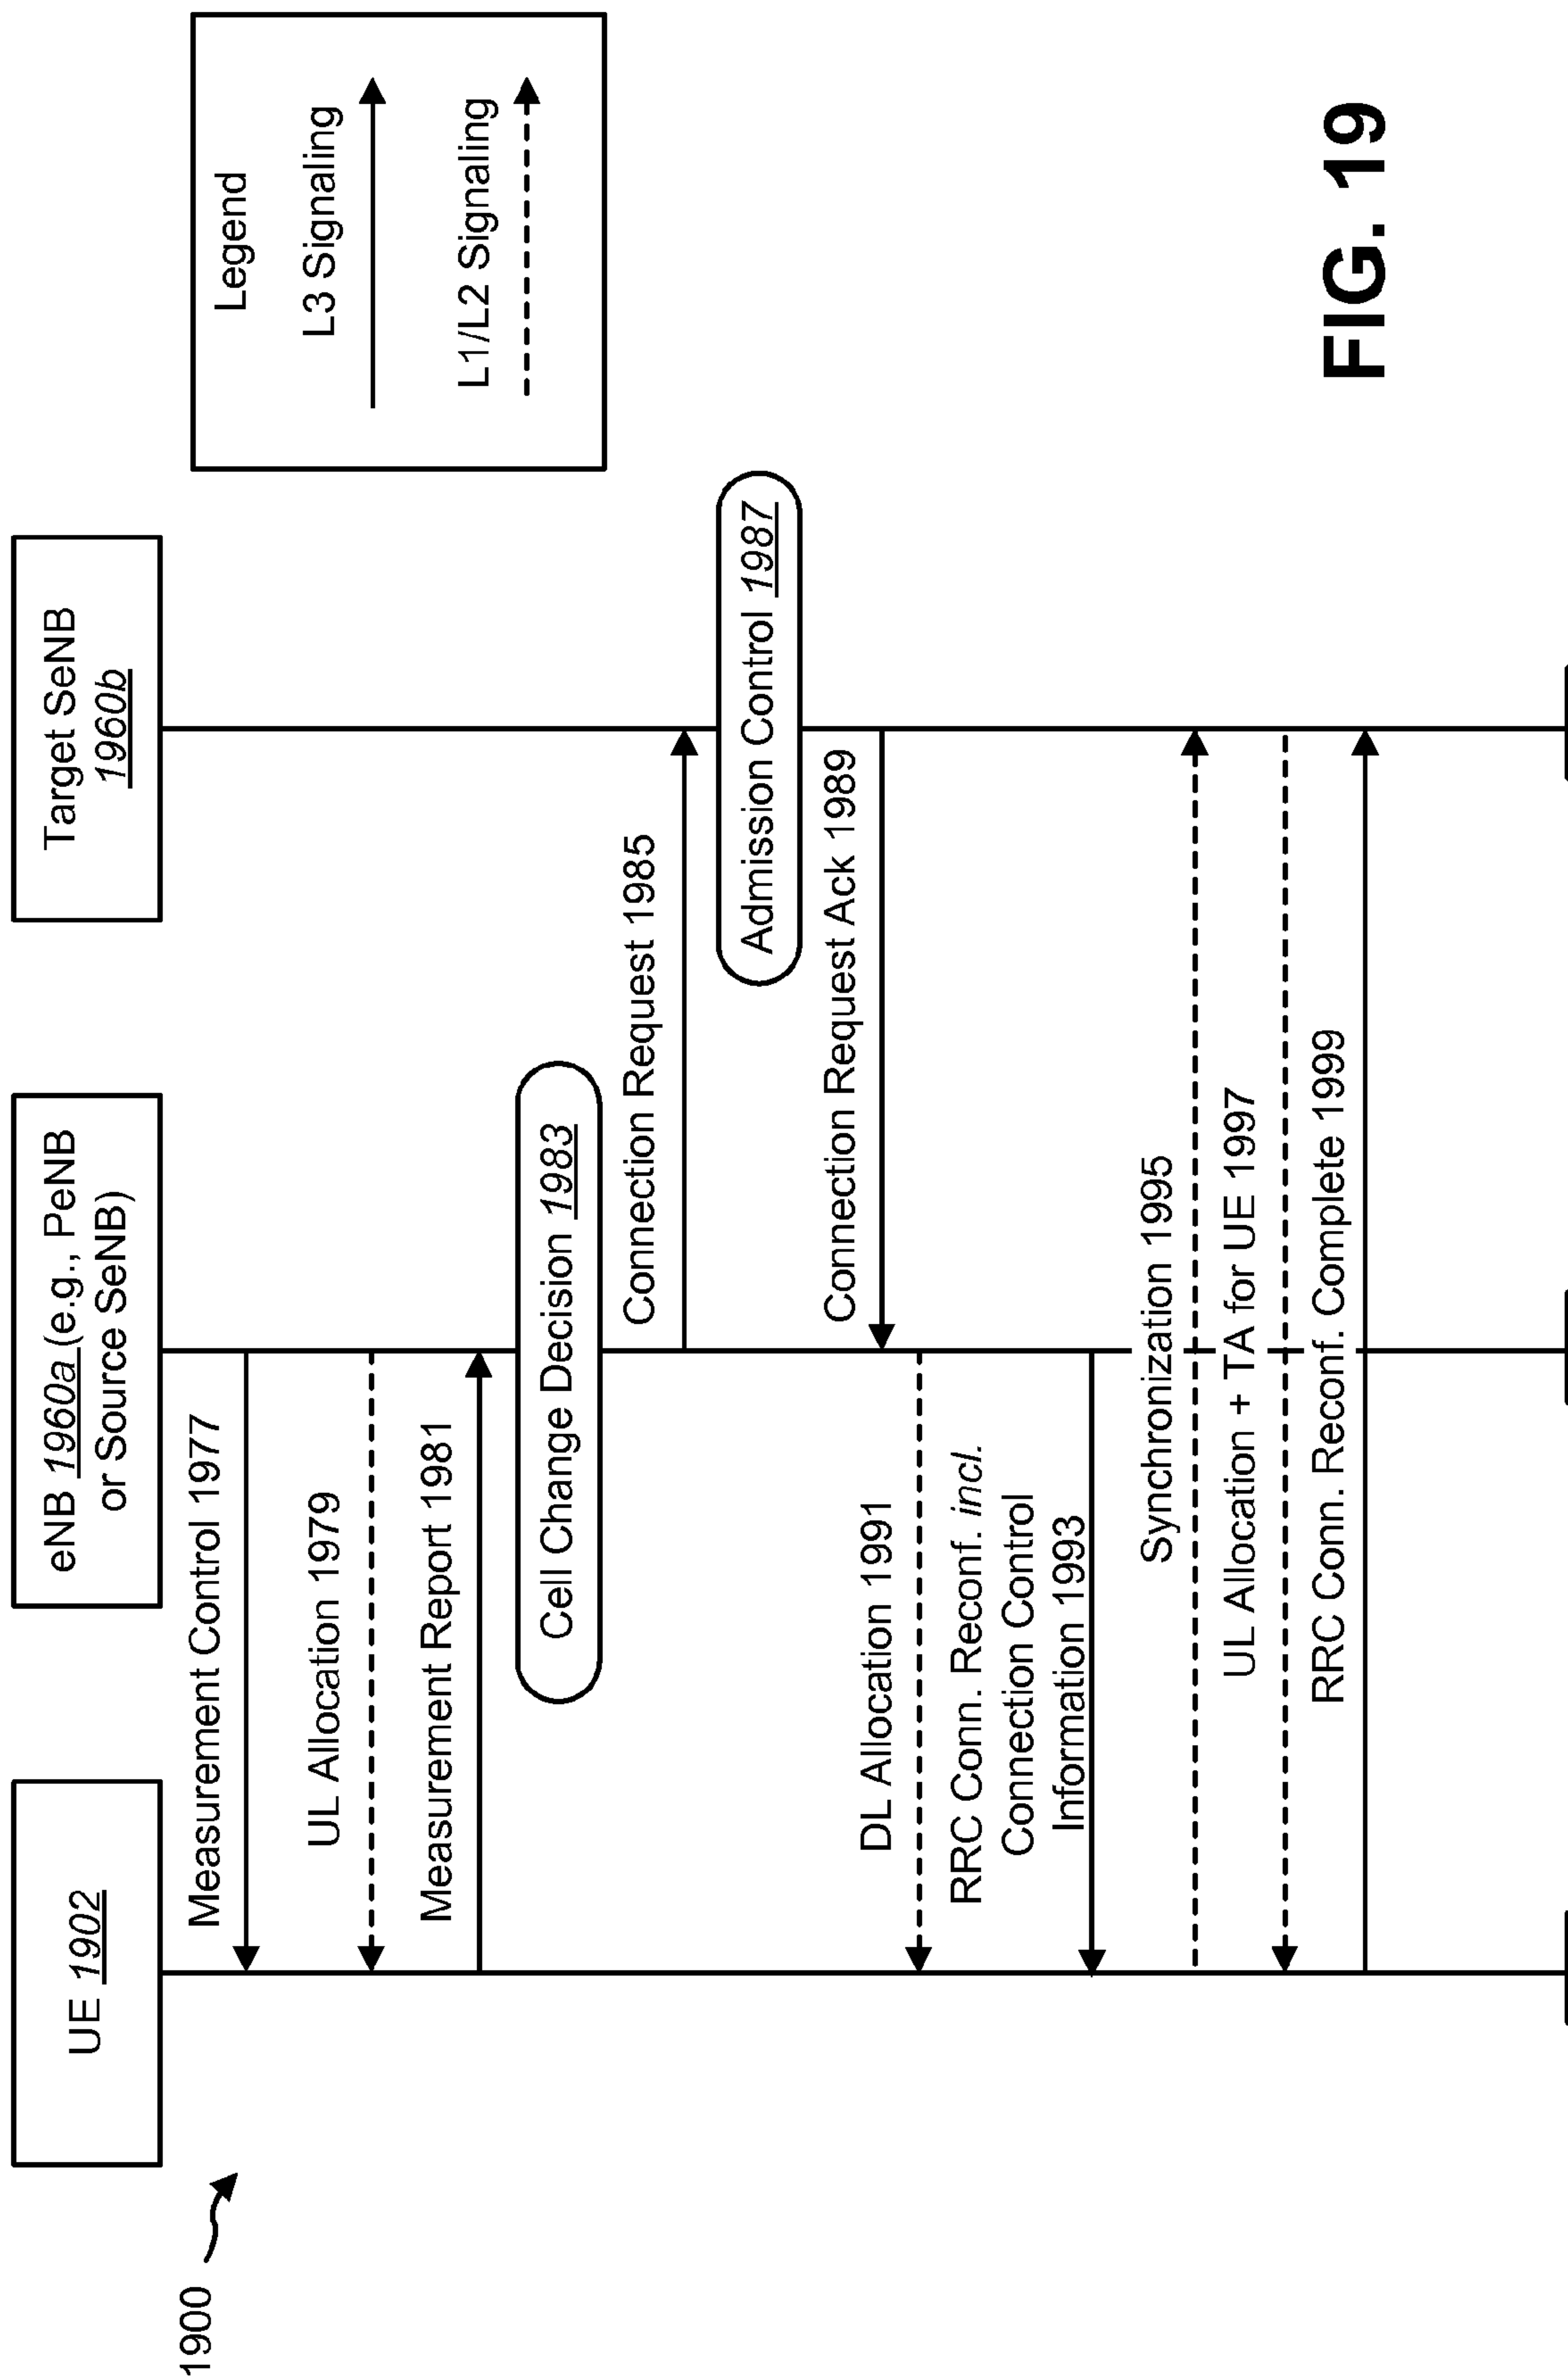 1900
UE 1902
eNB 1960a (e.g., PeNB
or Source SeNB)
Target SeNB
1960b
Legend
L3 Signaling
L1/L2 Signaling
Measurement Control 1977
UL Allocation 1979
Measurement Report 1981
Cell Change Decision 1983
Connection Request 1985
Admission Control 1987
Connection Request Ack 1989
DL Allocation 1991
RRC Conn. Reconf. incl.
Connection Control
Information 1993
Synchronization 1995
UL Allocation + TA for UE 1997
RRC Conn. Reconf. Complete 1999
FIG. 19